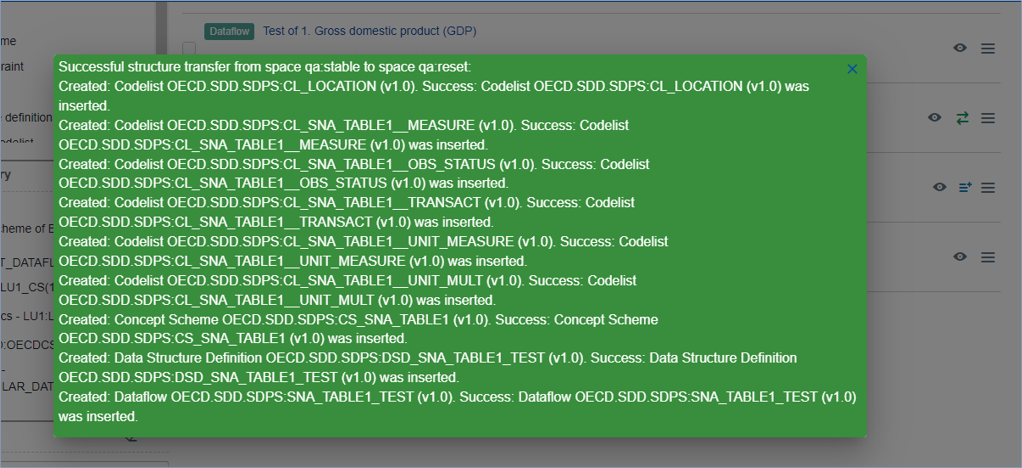 Dataflow Test of 1. Gross domestic product (GDP)
me
raint
definition
ry
heme of E
T_DATAFL
LU1_CS(1
cs - LU1:L
D:OECDCS
-
LAR_DAT
Successful structure transfer from space qa:stable to space qa:reset:
Created: Codelist OECD.SDD.SDPS:CL_LOCATION (v1.0). Success: Codelist OECD.SDD.SDPS:CL_LOCATION (v1.0) was
inserted.
Created: Codelist OECD.SDD.SDPS:CL_SNA_TABLE1__MEASURE (v1.0). Success: Codelist
OECD.SDD.SDPS:CL_SNA_TABLE1__MEASURE (v1.0) was inserted.
Created: Codelist OECD.SDD.SDPS:CL_SNA_TABLE1__OBS_STATUS (v1.0). Success: Codelist
OECD.SDD.SDPS:CL_SNA_TABLE1__OBS_STATUS (v1.0) was inserted.
Created: Codelist OECD.SDD.SDPS:CL_SNA_TABLE1__TRANSACT (v1.0). Success: Codelist
OECD.SDD.SDPS:CL_SNA_TABLE1__TRANSACT (v1.0) was inserted.
Created: Codelist OECD.SDD.SDPS:CL_SNA_TABLE1__UNIT_MEASURE (v1.0). Success: Codelist
OECD.SDD.SDPS:CL_SNA_TABLE1__UNIT_MEASURE (v1.0) was inserted.
Created: Codelist OECD.SDD.SDPS:CL_SNA_TABLE1__UNIT_MULT (v1.0). Success: Codelist
OECD.SDD.SDPS:CL_SNA_TABLE1__UNIT_MULT (v1.0) was inserted.
Created: Concept Scheme OECD.SDD.SDPS:CS_SNA_TABLE1 (v1.0). Success: Concept Scheme
OECD.SDD.SDPS:CS_SNA_TABLE1 (v1.0) was inserted.
Created: Data Structure Definition OECD.SDD.SDPS:DSD_SNA_TABLE1_TEST (v1.0). Success: Data Structure Definition
OECD.SDD.SDPS:DSD_SNA_TABLE1_TEST (v1.0) was inserted.
Created: Dataflow OECD.SDD.SDPS:SNA_TABLE1_TEST (v1.0). Success: Dataflow OECD.SDD.SDPS:SNA_TABLE1_TEST (v1.0)
was inserted.